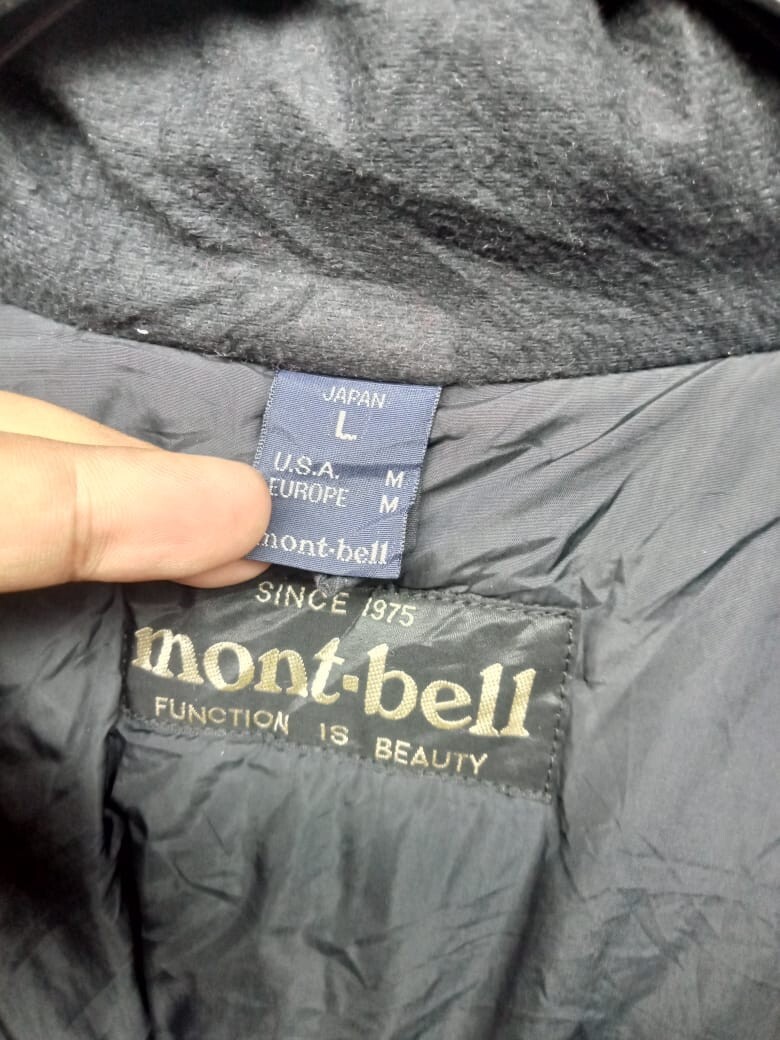 JAPAN
L
U.S.A. M
EUROPE M
mont-bell
SINCE 1975
mont-bell
FUNCTION IS BEAUTY